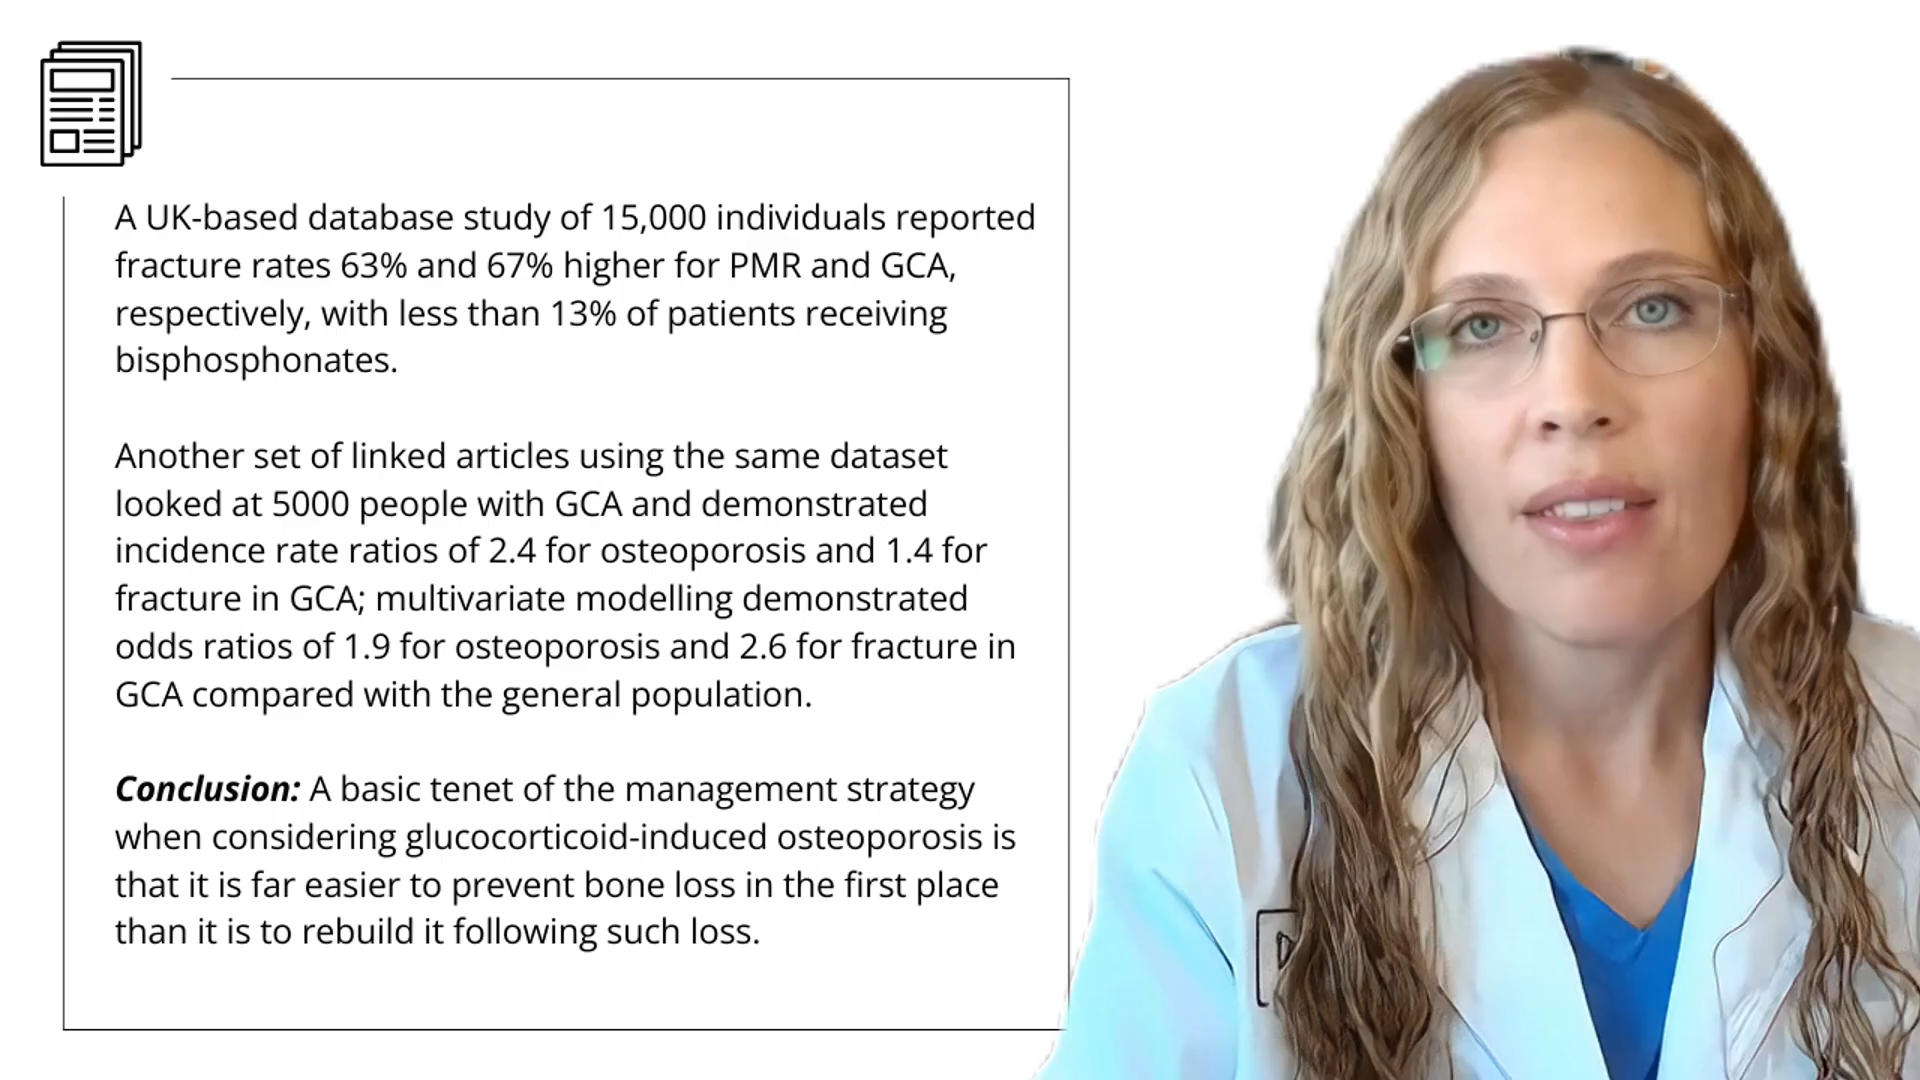 A UK-based database study of 15,000 individuals reported
fracture rates 63% and 67% higher for PMR and GCA,
respectively, with less than 13% of patients receiving
bisphosphonates.
Another set of linked articles using the same dataset
looked at 5000 people with GCA and demonstrated
incidence rate ratios of 2.4 for osteoporosis and 1.4 for
fracture in GCA; multivariate modelling demonstrated
odds ratios of 1.9 for osteoporosis and 2.6 for fracture in
GCA compared with the general population.
Conclusion: A basic tenet of the management strategy
when considering glucocorticoid-induced osteoporosis is
that it is far easier to prevent bone loss in the first place
than it is to rebuild it following such loss.